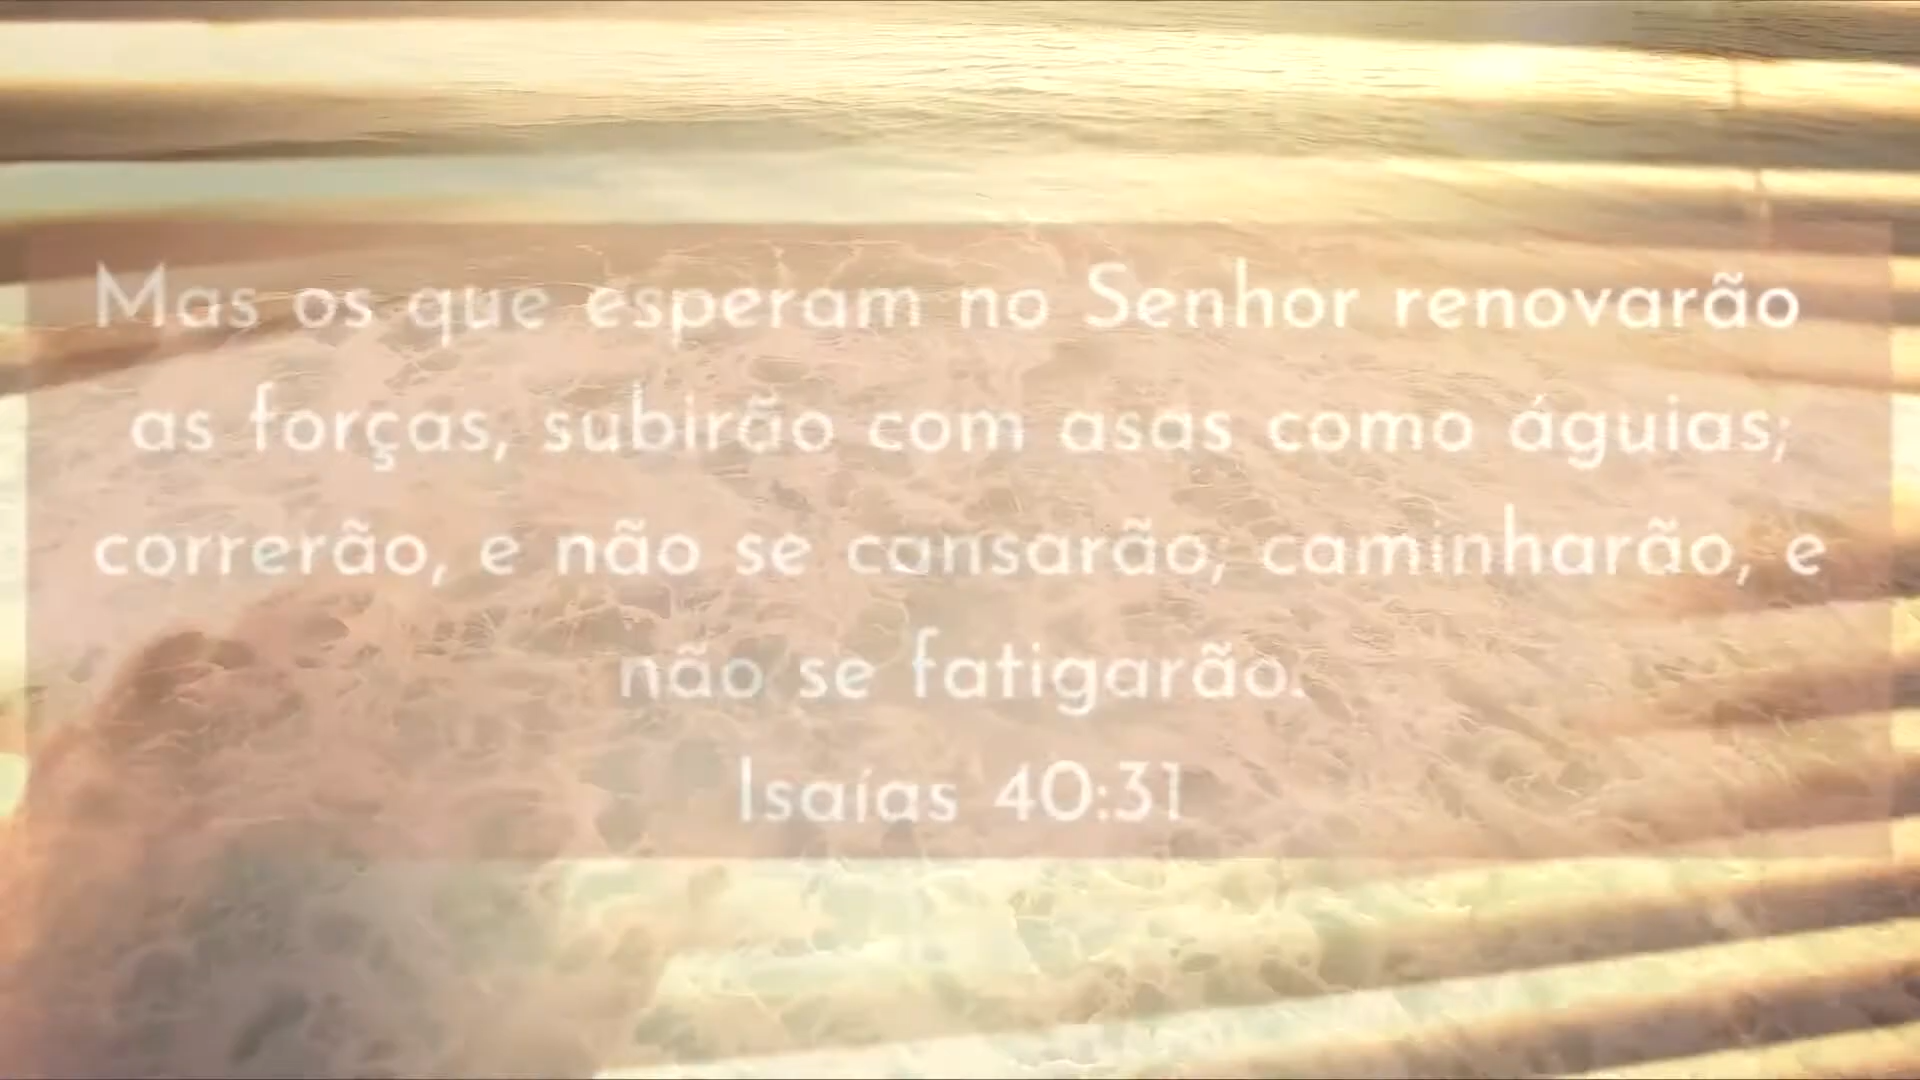 Mas os que esperam no Senhor renovarão
as forças, subirão com asas como águias;
correrão, e não se cansarão; caminharão, e
não se fatigarão.
Isaías 40:31